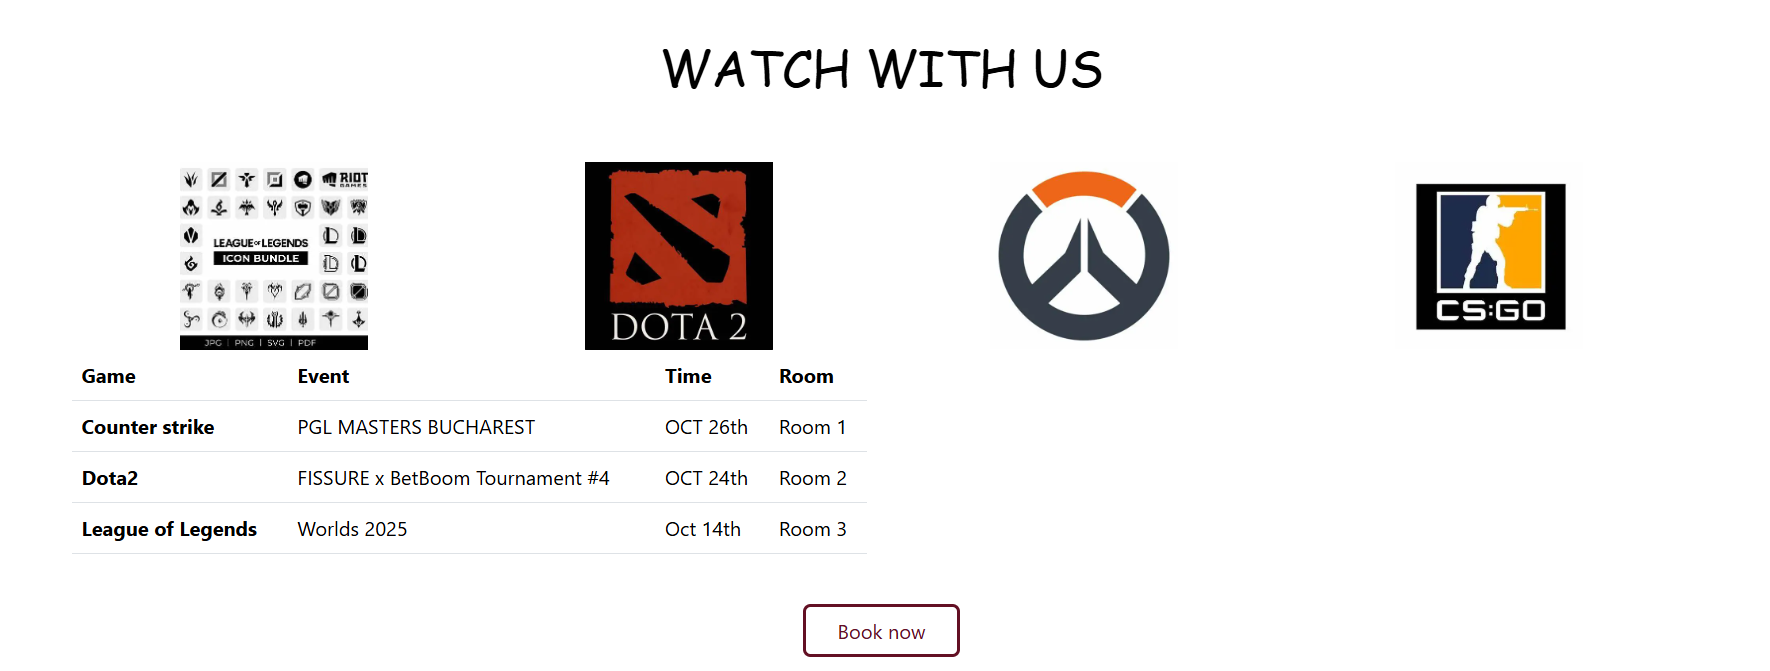 WATCH WITH US
RIOT
GAMES
LEAGUE OF LEGENDS
ICON BUNDLE
JPG | PNG | SVG | PDF
DOTA 2
CS:GO
Game Event Time Room
Counter strike PGL MASTERS BUCHAREST OCT 26th Room 1
Dota2 FISSURE x BetBoom Tournament #4 OCT 24th Room 2
League of Legends Worlds 2025 Oct 14th Room 3
Book now